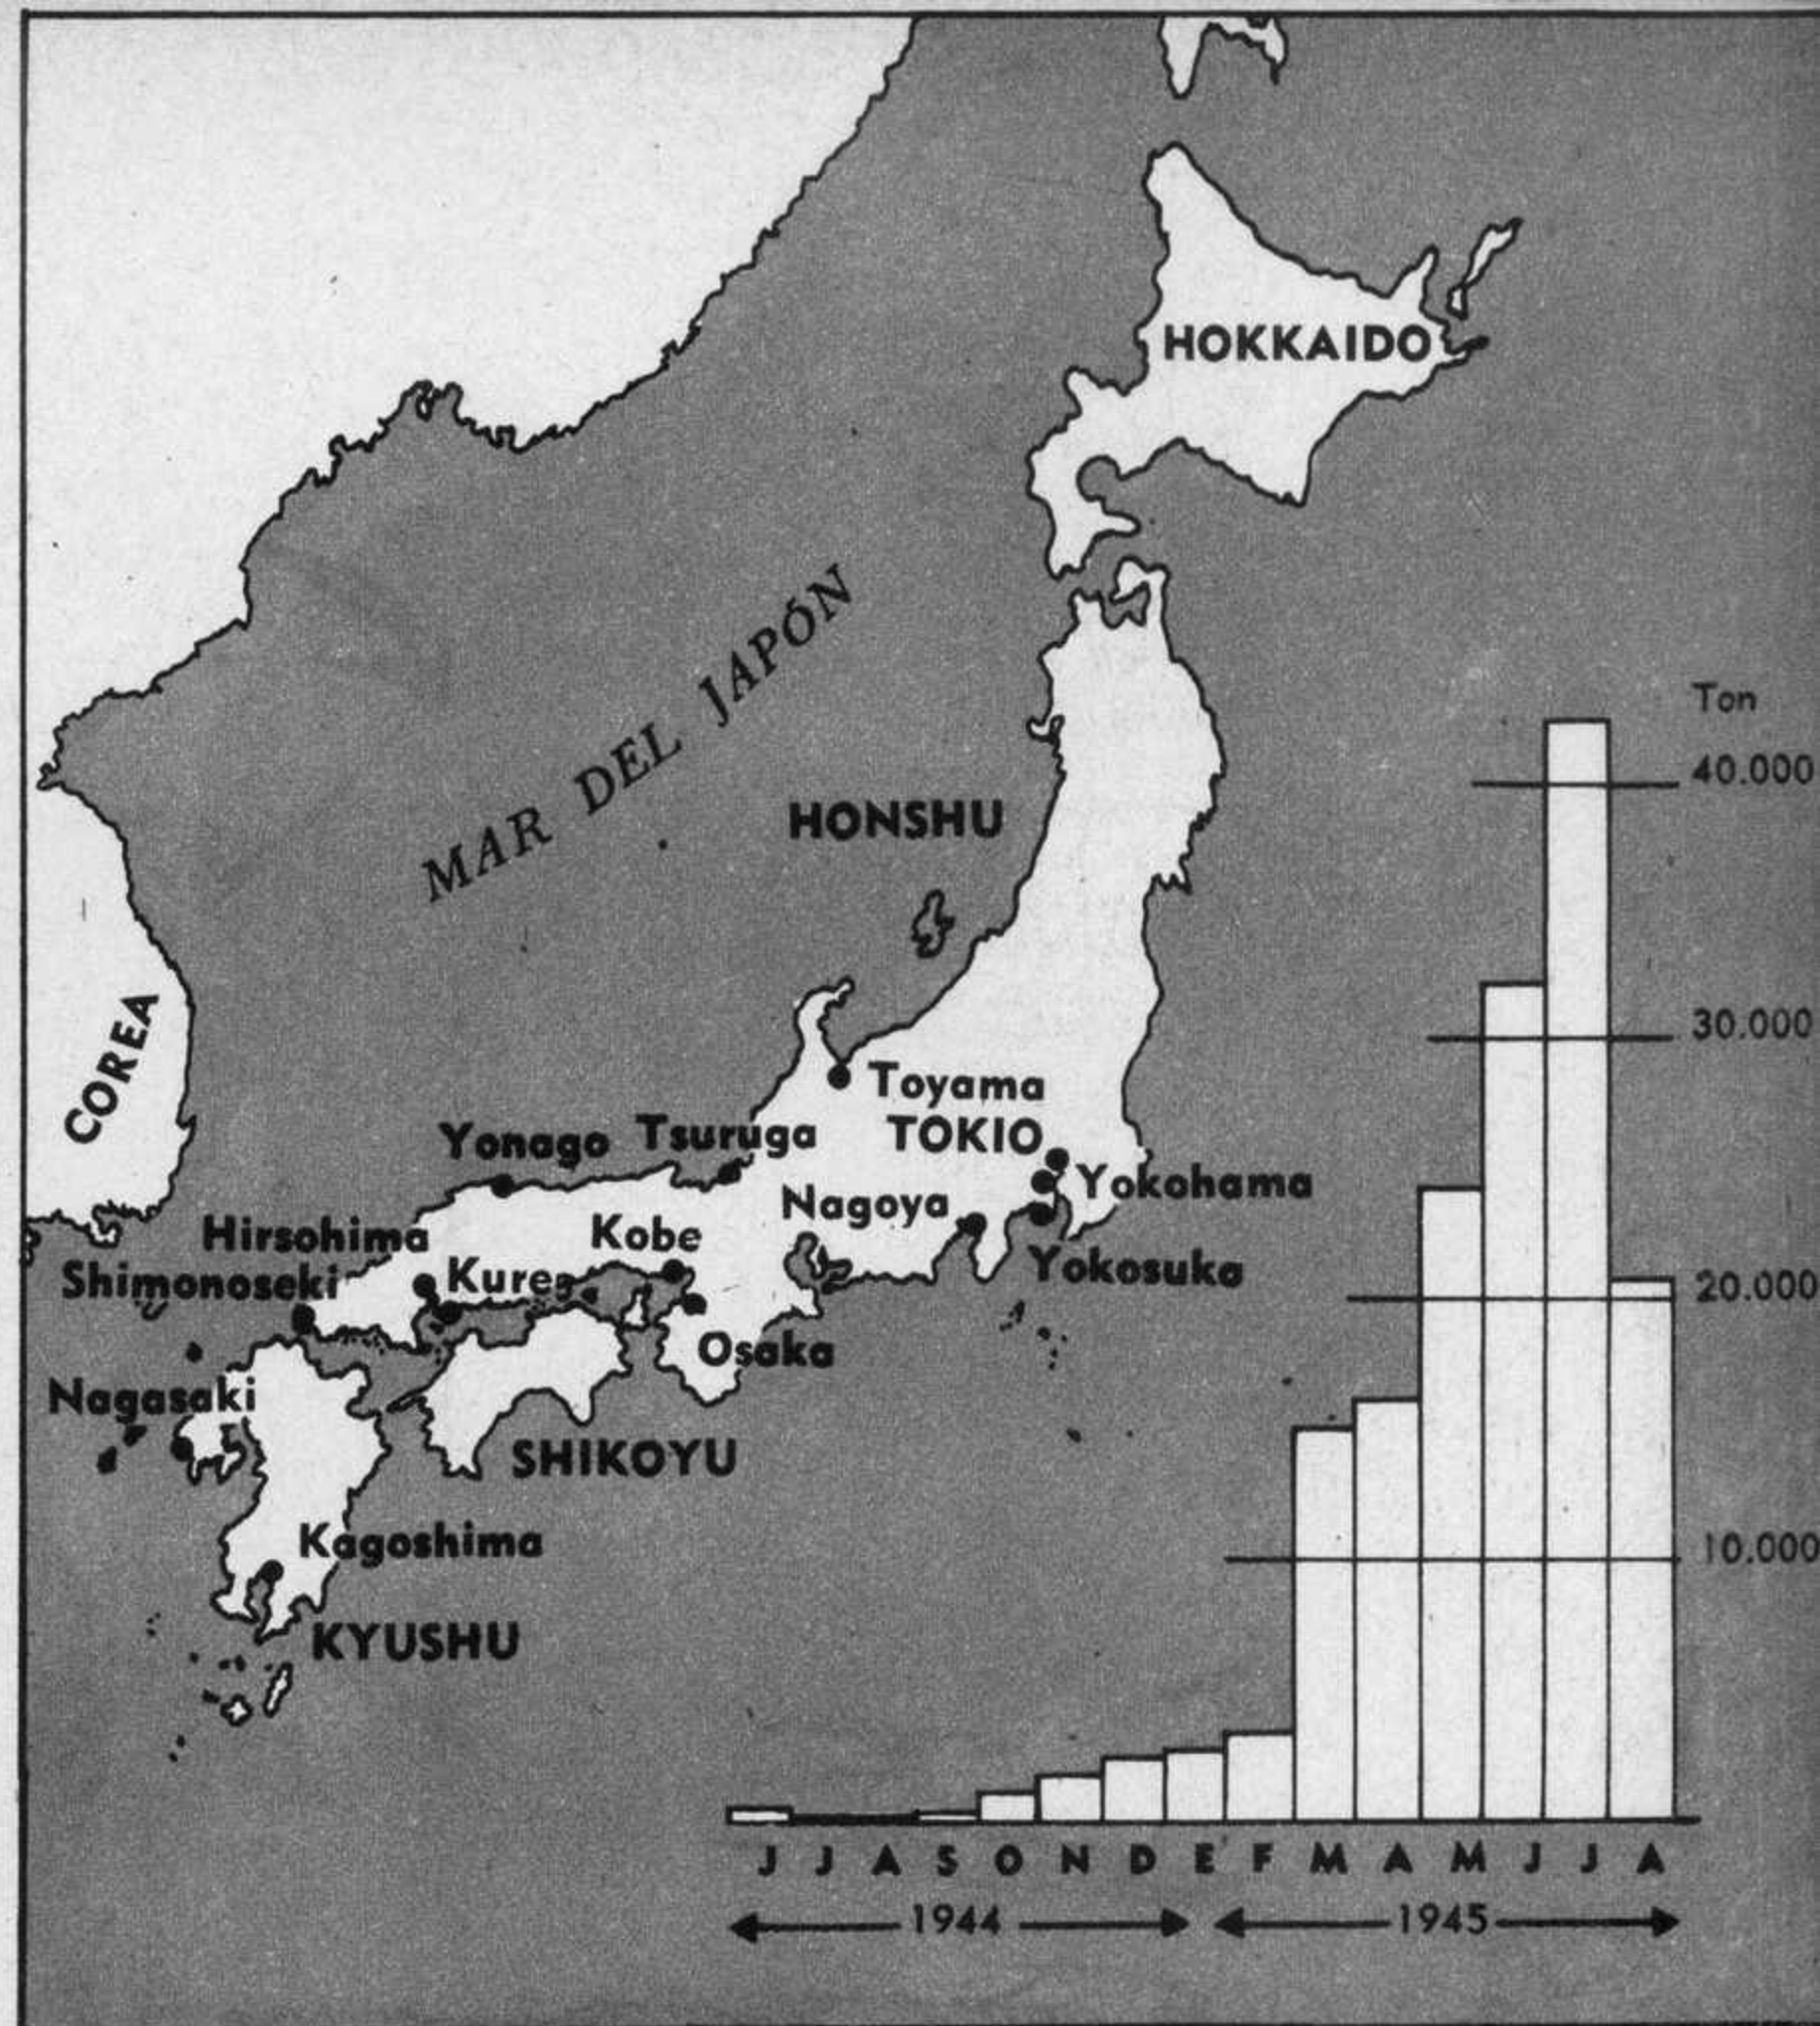 HOKKAIDO
MAR DEL JAPÓN
HONSHU
COREA
Toyama
TOKIO
Yonago
Tsuruga
Yokohama
Nagoya
Hirsohima
Kobe
Shimonoseki
Kure
Yokosuka
Osaka
Nagasaki
SHIKOYU
Kagoshima
KYUSHU
Ton
40.000
30.000
20.000
10.000
J J A S O N D E F M A M J J A
1944 1945